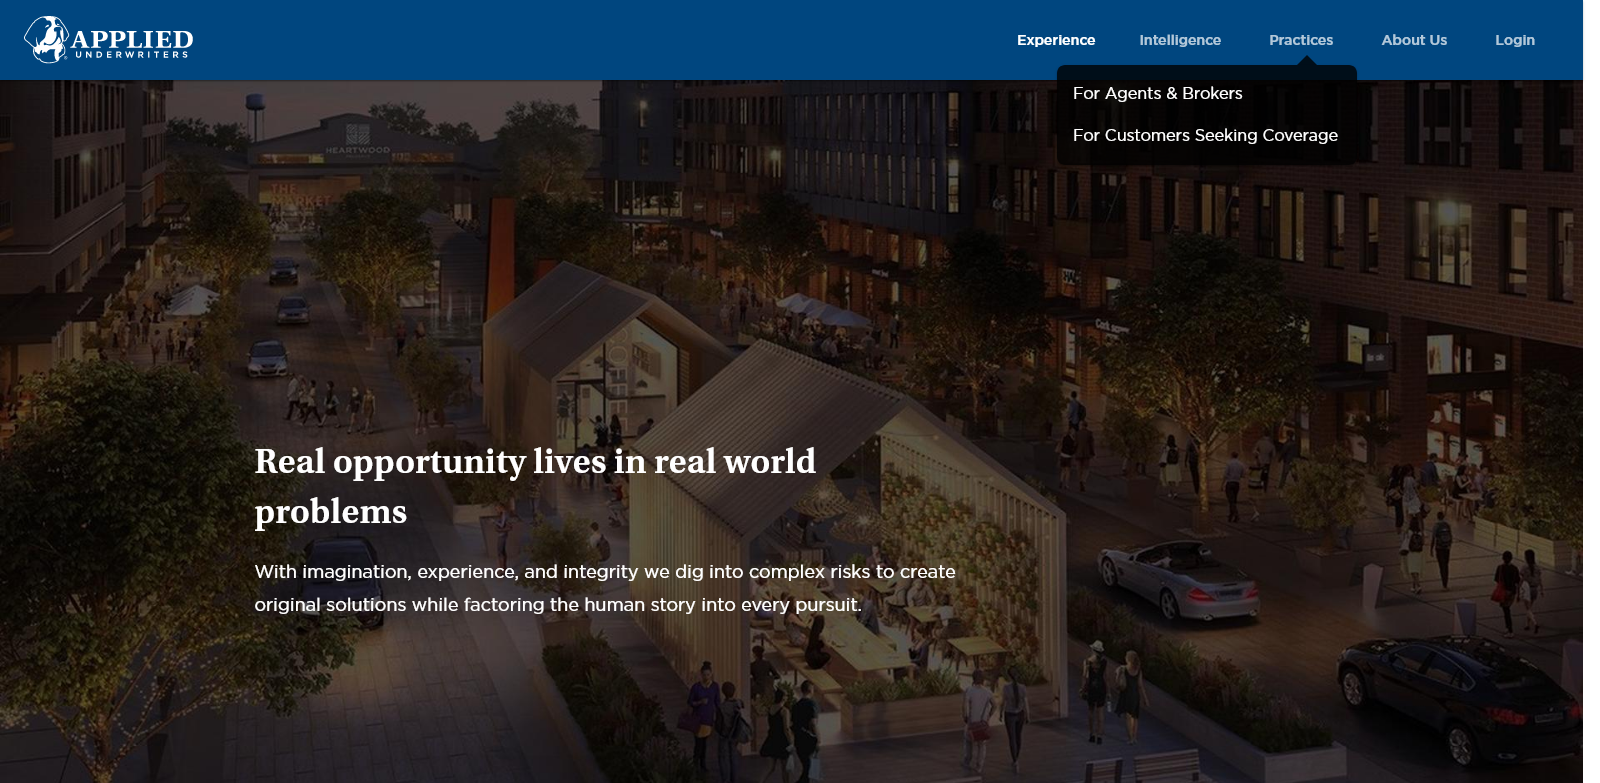 APPLIED
UNDERWRITERS
Experience
Intelligence
Practices
About Us
Login
For Agents & Brokers
For Customers Seeking Coverage
HEARTWOOD
THE
MARKET
Real opportunity lives in real world
problems
With imagination, experience, and integrity we dig into complex risks to create
original solutions while factoring the human story into every pursuit.